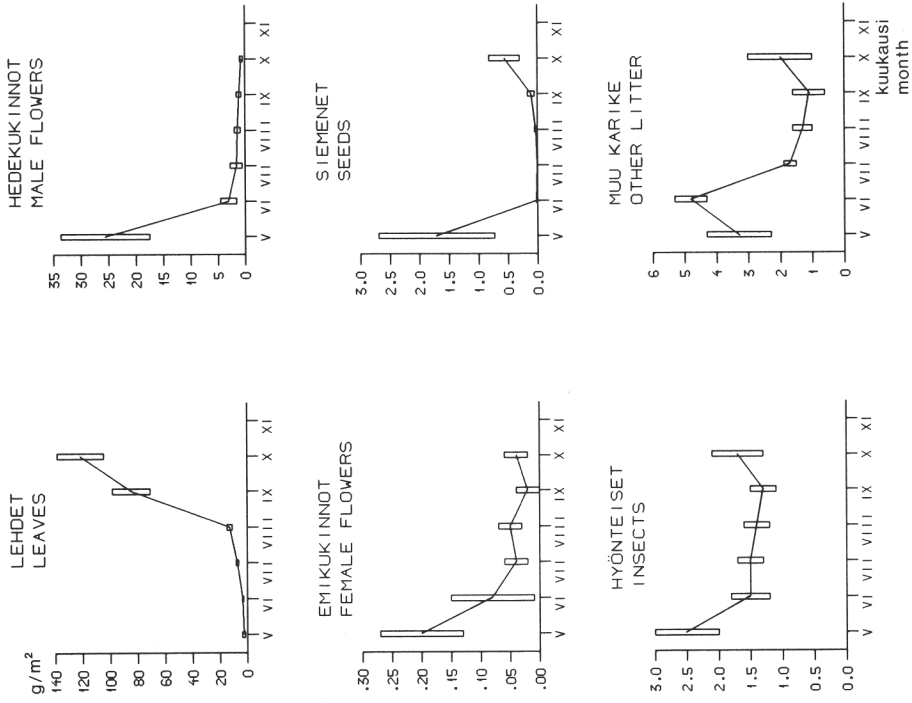 g/m²
LEHDET
LEAVES
140
120
100
80
60
40
20
0
V VI VII VIII IX X XI
HEDEKUKINNOT
MALE FLOWERS
35
30
25
20
15
10
5
0
V VI VII VIII IX X XI
EMIKUKINNOT
FEMALE FLOWERS
.30
.25
.20
.15
.10
.05
.00
V VI VII VIII IX X XI
SIEMENET
SEEDS
3.0
2.5
2.0
1.5
1.0
0.5
0.0
V VI VII VIII IX X XI
HYÖNTEISET
INSECTS
3.0
2.5
2.0
1.5
1.0
0.5
0.0
V VI VII VIII IX X XI
MUU KARIKE
OTHER LITTER
6
5
4
3
2
1
0
V VI VII VIII IX X XI
kuukausi
month